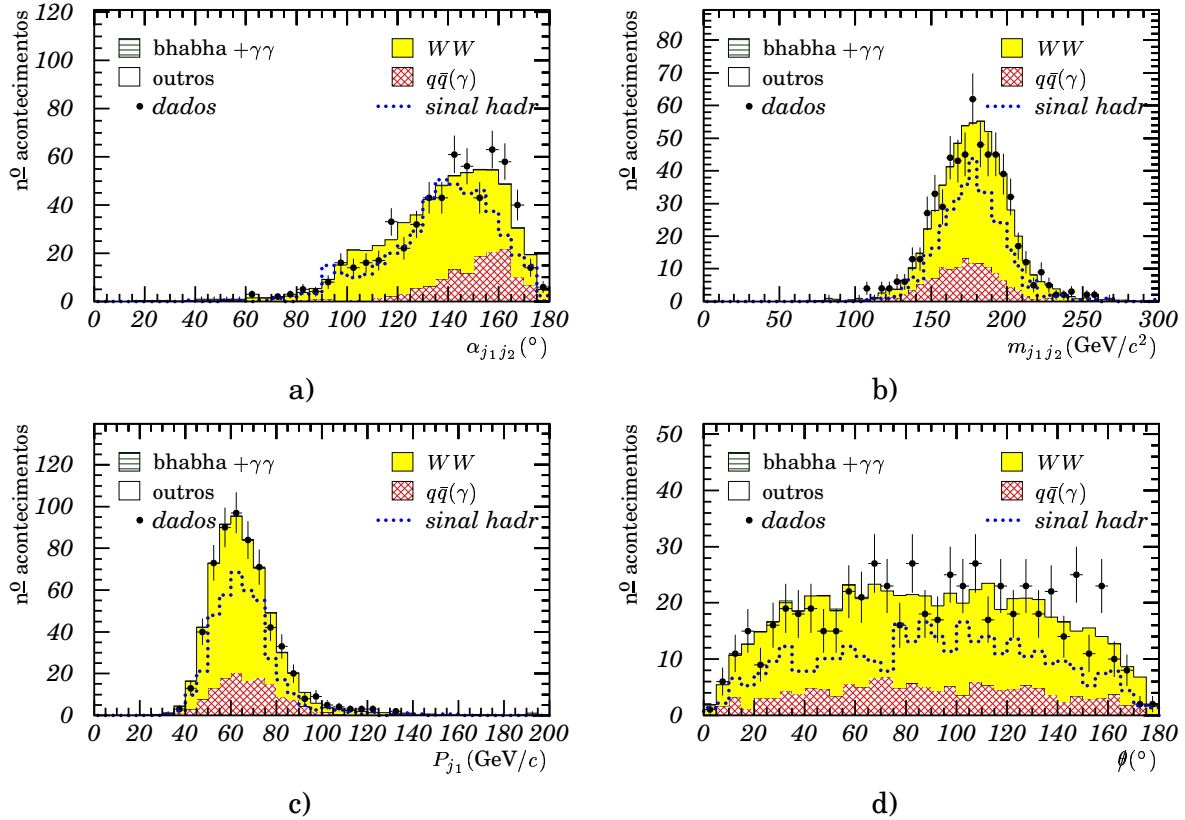 nº acontecimentos
120
100
80
60
40
20
0
bhabha +γγ
outros
dados
WW
qq̄(γ)
sinal hadr
0 20 40 60 80 100 120 140 160 180
α_{j₁j₂}(°)
a)
nº acontecimentos
80
70
60
50
40
30
20
10
0
bhabha +γγ
outros
dados
WW
qq̄(γ)
sinal hadr
0 50 100 150 200 250 300
m_{j₁j₂}(GeV/c²)
b)
nº acontecimentos
120
100
80
60
40
20
0
bhabha +γγ
outros
dados
WW
qq̄(γ)
sinal hadr
0 20 40 60 80 100 120 140 160 180 200
P_{j₁}(GeV/c)
c)
nº acontecimentos
50
40
30
20
10
0
bhabha +γγ
outros
dados
WW
qq̄(γ)
sinal hadr
0 20 40 60 80 100 120 140 160 180
θ̸(°)
d)